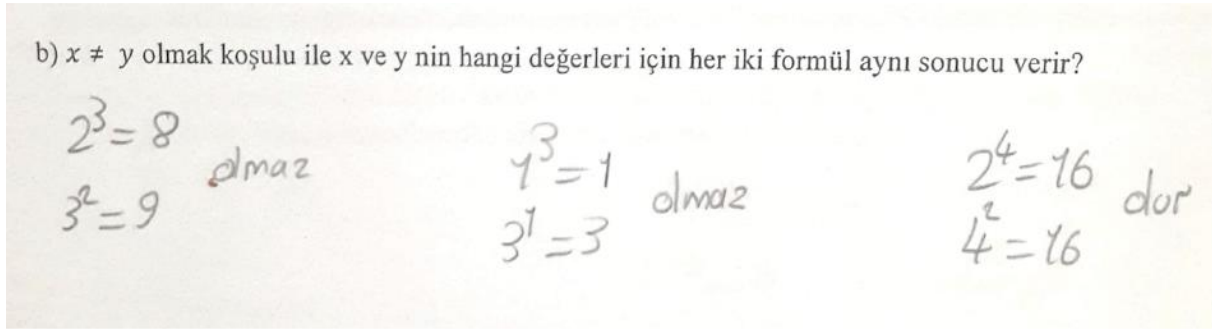 b) x ≠ y olmak koşulu ile x ve y nin hangi değerleri için her iki formül aynı sonucu verir?
2³ = 8
3² = 9
olmaz
1³ = 1
3¹ = 3
olmaz
2⁴ = 16
4² = 16
olur